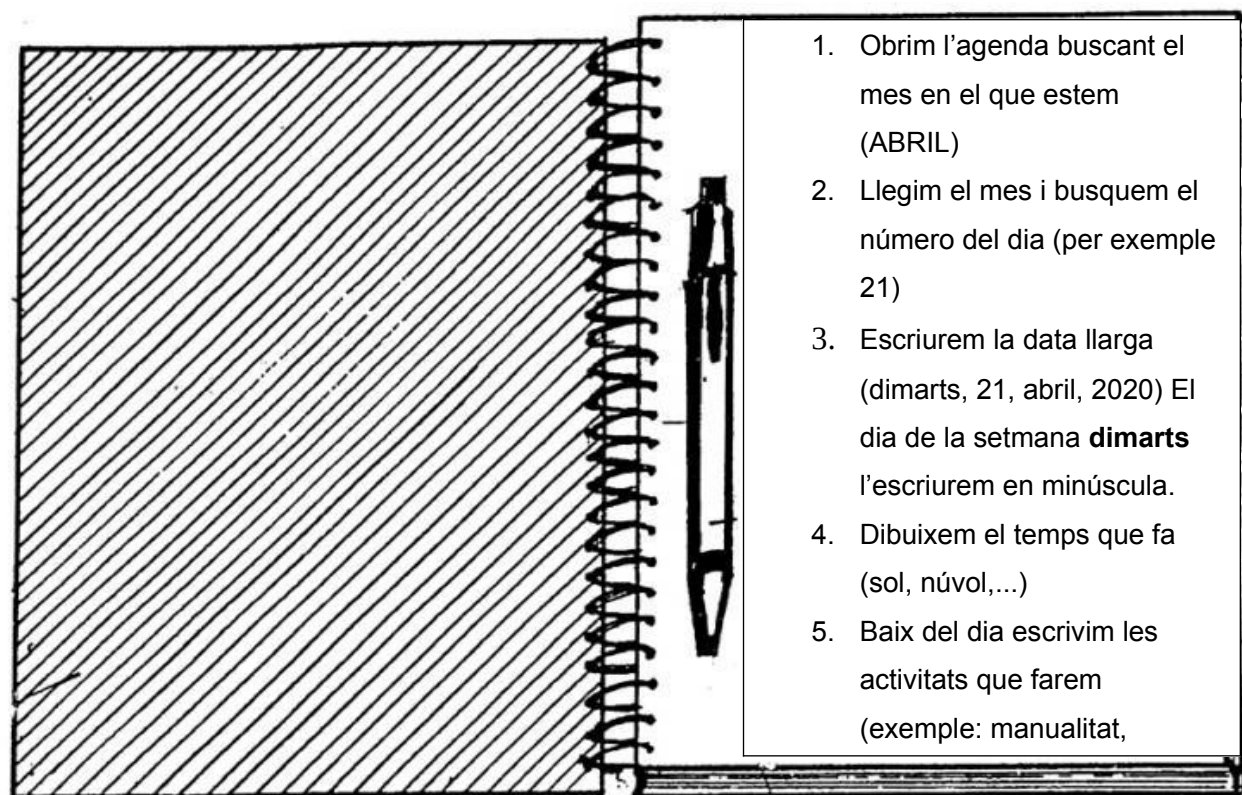 1. Obrim l’agenda buscant el
mes en el que estem
(ABRIL)
2. Llegim el mes i busquem el
número del dia (per exemple
21)
3. Escriurem la data llarga
(dimarts, 21, abril, 2020) El
dia de la setmana dimarts
l’escriurem en minúscula.
4. Dibuixem el temps que fa
(sol, núvol,...)
5. Baix del dia escrivim les
activitats que farem
(exemple: manualitat,